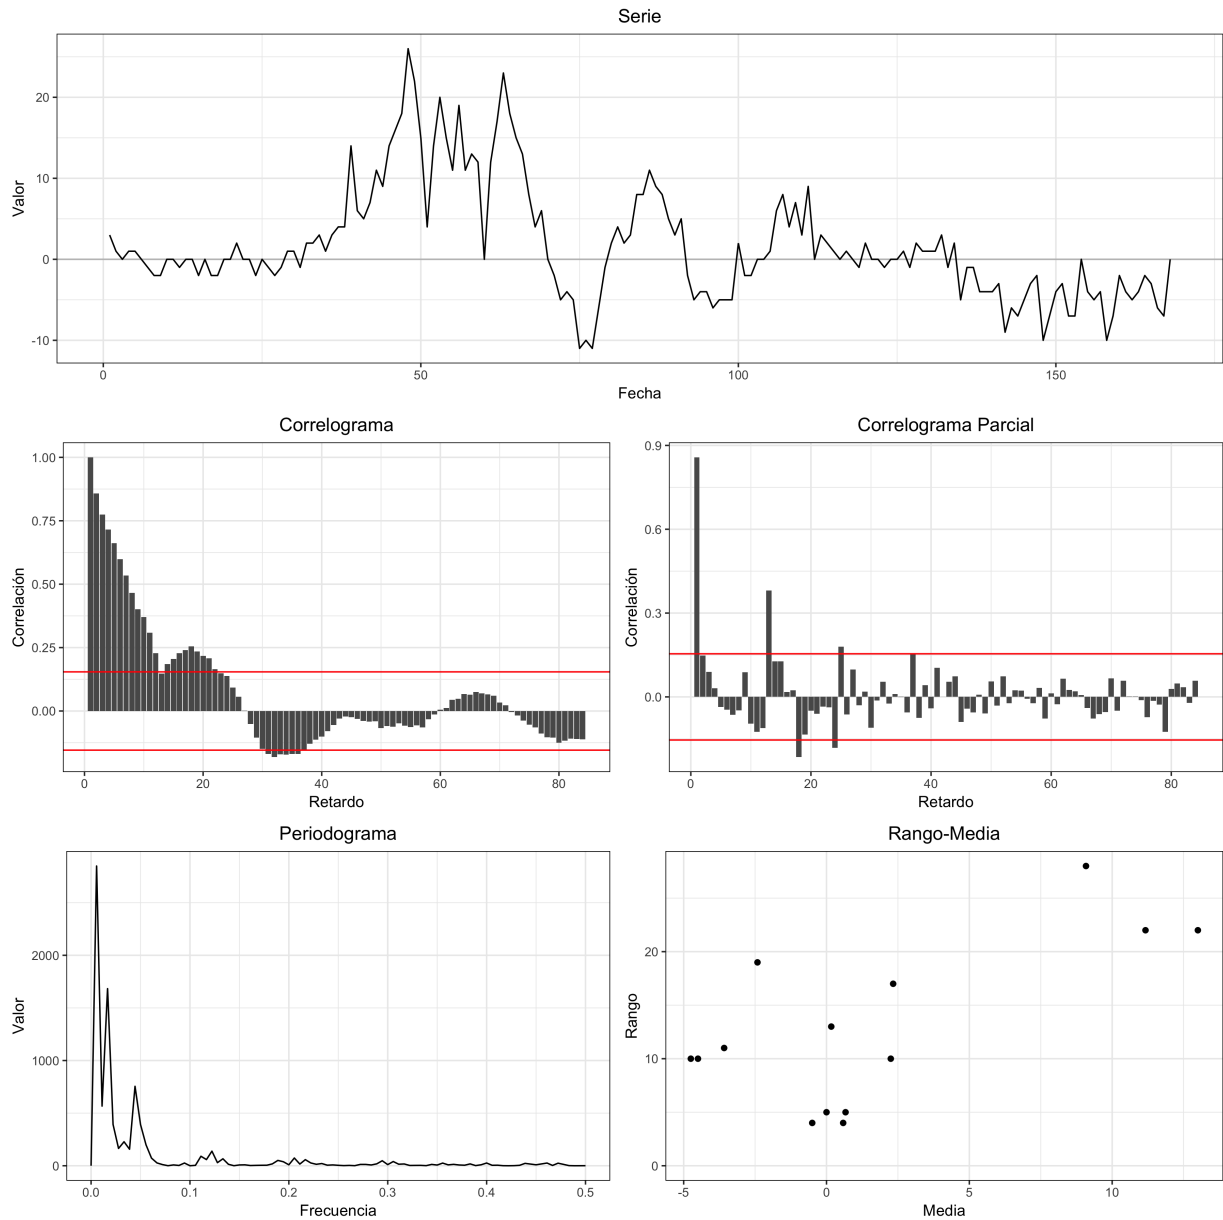 Serie
Valor
20
10
0
-10
0 50 100 150
Fecha
Correlograma
Correlación
1.00
0.75
0.50
0.25
0.00
0 20 40 60 80
Retardo
Correlograma Parcial
Correlación
0.9
0.6
0.3
0.0
0 20 40 60 80
Retardo
Periodograma
Valor
2000
1000
0
0.0 0.1 0.2 0.3 0.4 0.5
Frecuencia
Rango-Media
Rango
20
10
0
-5 0 5 10
Media